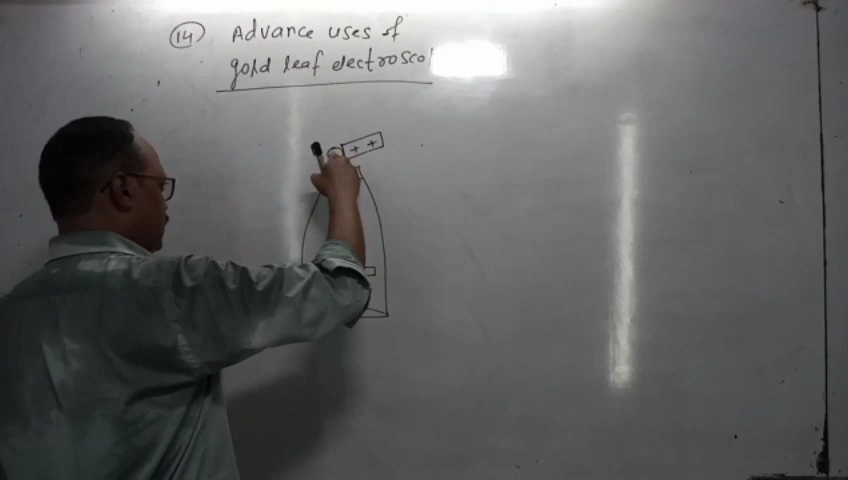 14 Advance uses of
gold leaf electrosco
+ +